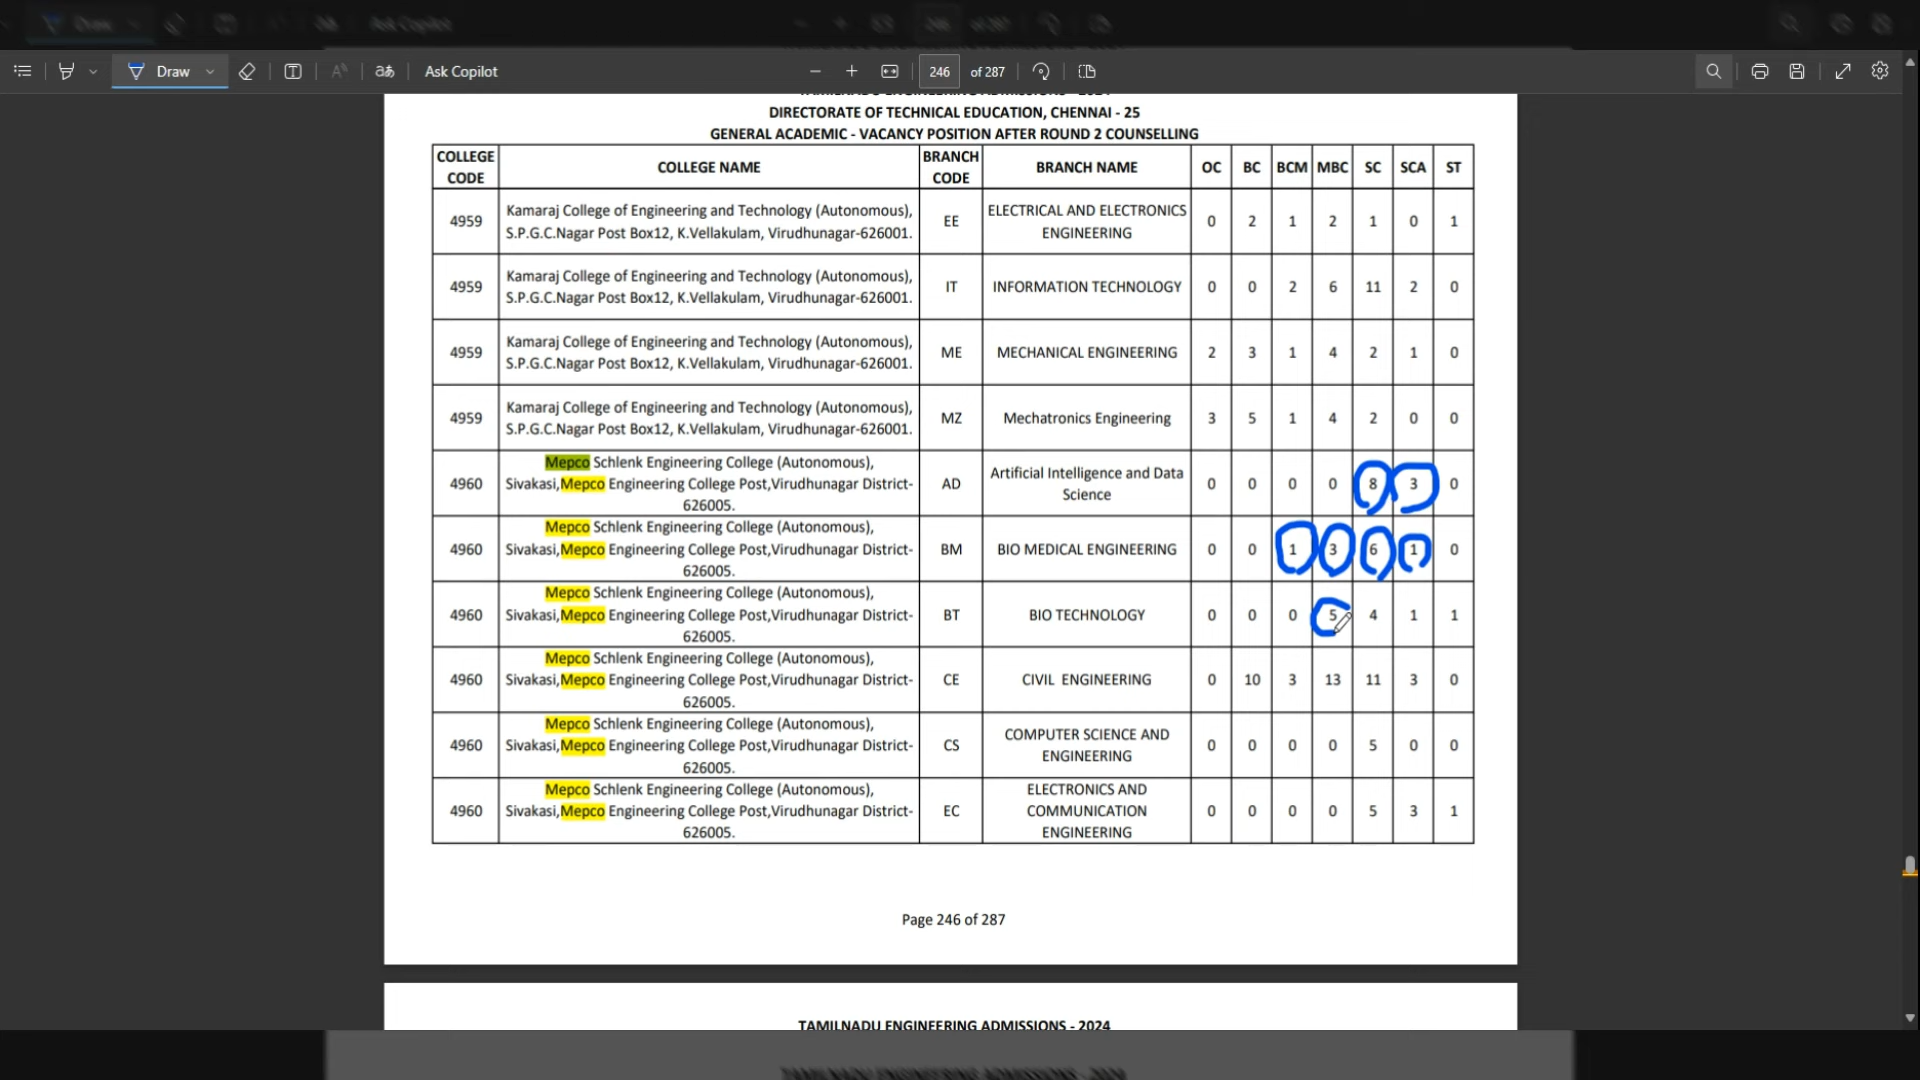 Draw
Ask Copilot
246
Draw
Ask Copilot
246 of 287
DIRECTORATE OF TECHNICAL EDUCATION, CHENNAI - 25
GENERAL ACADEMIC - VACANCY POSITION AFTER ROUND 2 COUNSELLING
COLLEGE CODE COLLEGE NAME BRANCH CODE BRANCH NAME OC BC BCM MBC SC SCA ST
4959 Kamaraj College of Engineering and Technology (Autonomous), S.P.G.C.Nagar Post Box12, K.Vellakulam, Virudhunagar-626001. EE ELECTRICAL AND ELECTRONICS ENGINEERING 0 2 1 2 1 0 1
4959 Kamaraj College of Engineering and Technology (Autonomous), S.P.G.C.Nagar Post Box12, K.Vellakulam, Virudhunagar-626001. IT INFORMATION TECHNOLOGY 0 0 2 6 11 2 0
4959 Kamaraj College of Engineering and Technology (Autonomous), S.P.G.C.Nagar Post Box12, K.Vellakulam, Virudhunagar-626001. ME MECHANICAL ENGINEERING 2 3 1 4 2 1 0
4959 Kamaraj College of Engineering and Technology (Autonomous), S.P.G.C.Nagar Post Box12, K.Vellakulam, Virudhunagar-626001. MZ Mechatronics Engineering 3 5 1 4 2 0 0
4960 Mepco Schlenk Engineering College (Autonomous), Sivakasi,Mepco Engineering College Post,Virudhunagar District-626005. AD Artificial Intelligence and Data Science 0 0 0 0 8 3 0
4960 Mepco Schlenk Engineering College (Autonomous), Sivakasi,Mepco Engineering College Post,Virudhunagar District-626005. BM BIO MEDICAL ENGINEERING 0 0 1 3 6 1 0
4960 Mepco Schlenk Engineering College (Autonomous), Sivakasi,Mepco Engineering College Post,Virudhunagar District-626005. BT BIO TECHNOLOGY 0 0 0 5 4 1 1
4960 Mepco Schlenk Engineering College (Autonomous), Sivakasi,Mepco Engineering College Post,Virudhunagar District-626005. CE CIVIL ENGINEERING 0 10 3 13 11 3 0
4960 Mepco Schlenk Engineering College (Autonomous), Sivakasi,Mepco Engineering College Post,Virudhunagar District-626005. CS COMPUTER SCIENCE AND ENGINEERING 0 0 0 0 5 0 0
4960 Mepco Schlenk Engineering College (Autonomous), Sivakasi,Mepco Engineering College Post,Virudhunagar District-626005. EC ELECTRONICS AND COMMUNICATION ENGINEERING 0 0 0 0 5 3 1
Page 246 of 287
TAMILNADU ENGINEERING ADMISSIONS - 2024